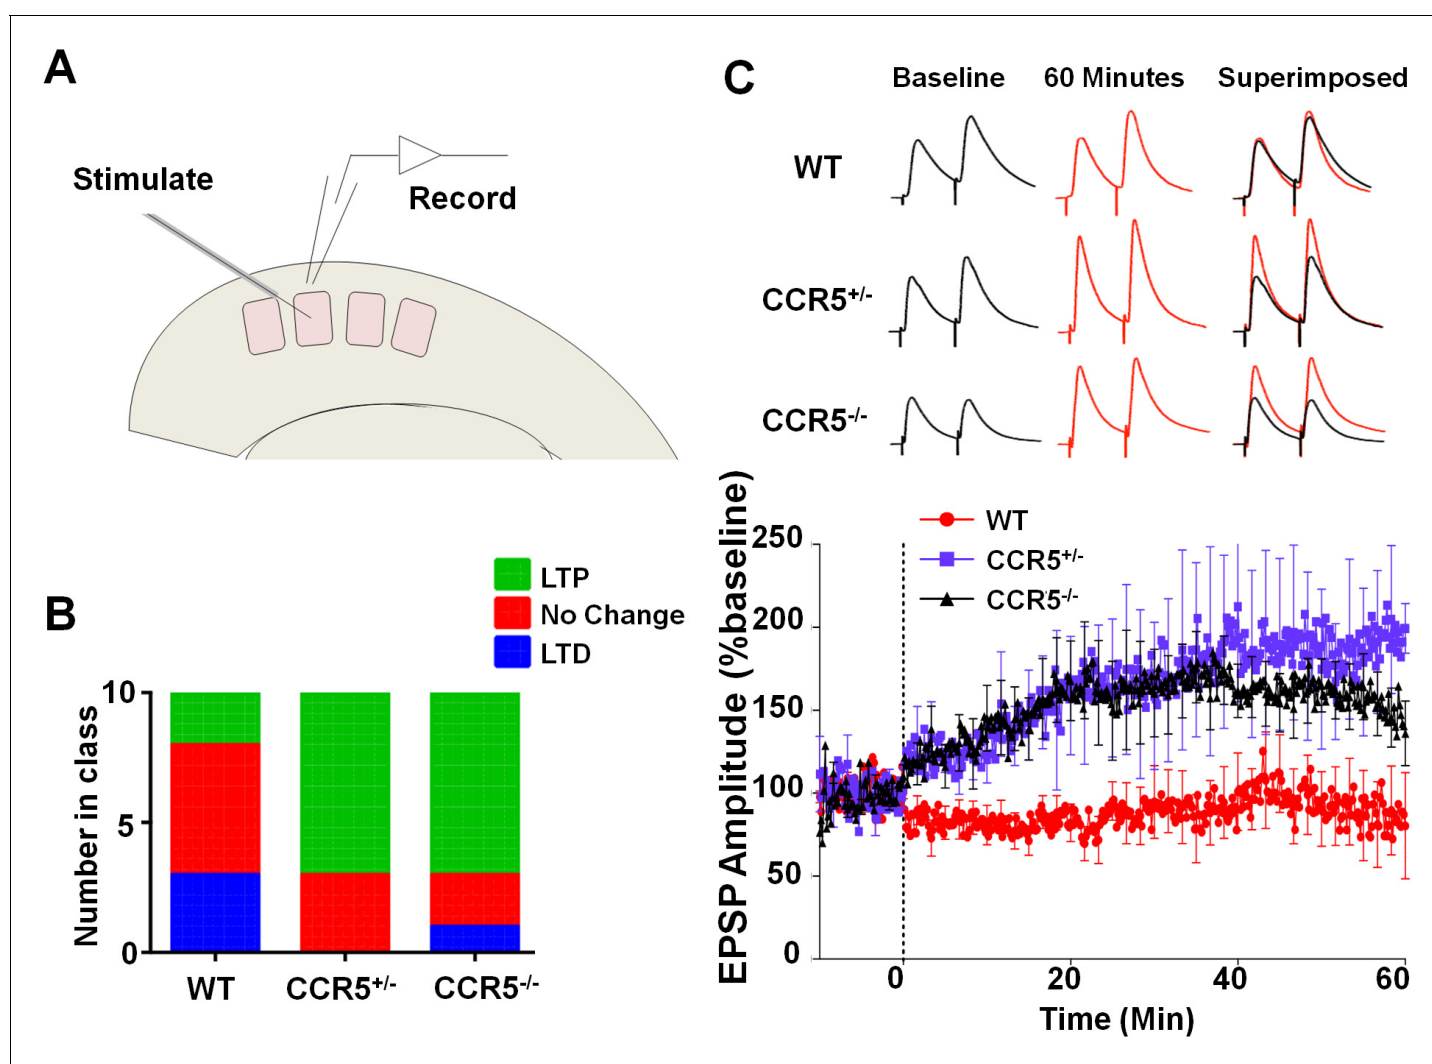 A
Stimulate
Record
B
LTP
No Change
LTD
Number in class
10
5
0
WT
CCR5+/-
CCR5-/-
C
Baseline 60 Minutes Superimposed
WT
CCR5+/-
CCR5-/-
WT
CCR5+/-
CCR5-/-
EPSP Amplitude (%baseline)
250
200
150
100
50
0
0 20 40 60
Time (Min)